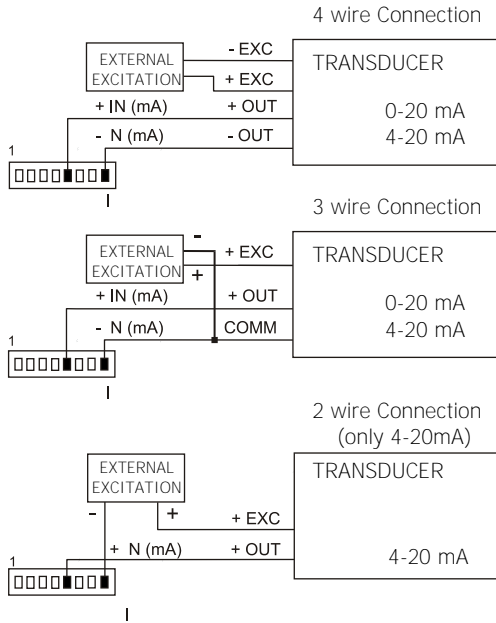 4 wire Connection
- EXC
EXTERNAL
EXCITATION
+ EXC
TRANSDUCER
+ IN (mA)
+ OUT
0-20 mA
- N (mA)
- OUT
4-20 mA
1
I
3 wire Connection
-
EXTERNAL
EXCITATION
+
+ EXC
TRANSDUCER
+ IN (mA)
+ OUT
0-20 mA
- N (mA)
COMM
4-20 mA
1
I
2 wire Connection
(only 4-20mA)
EXTERNAL
EXCITATION
TRANSDUCER
-
+
+ EXC
+ N (mA)
+ OUT
4-20 mA
1
I